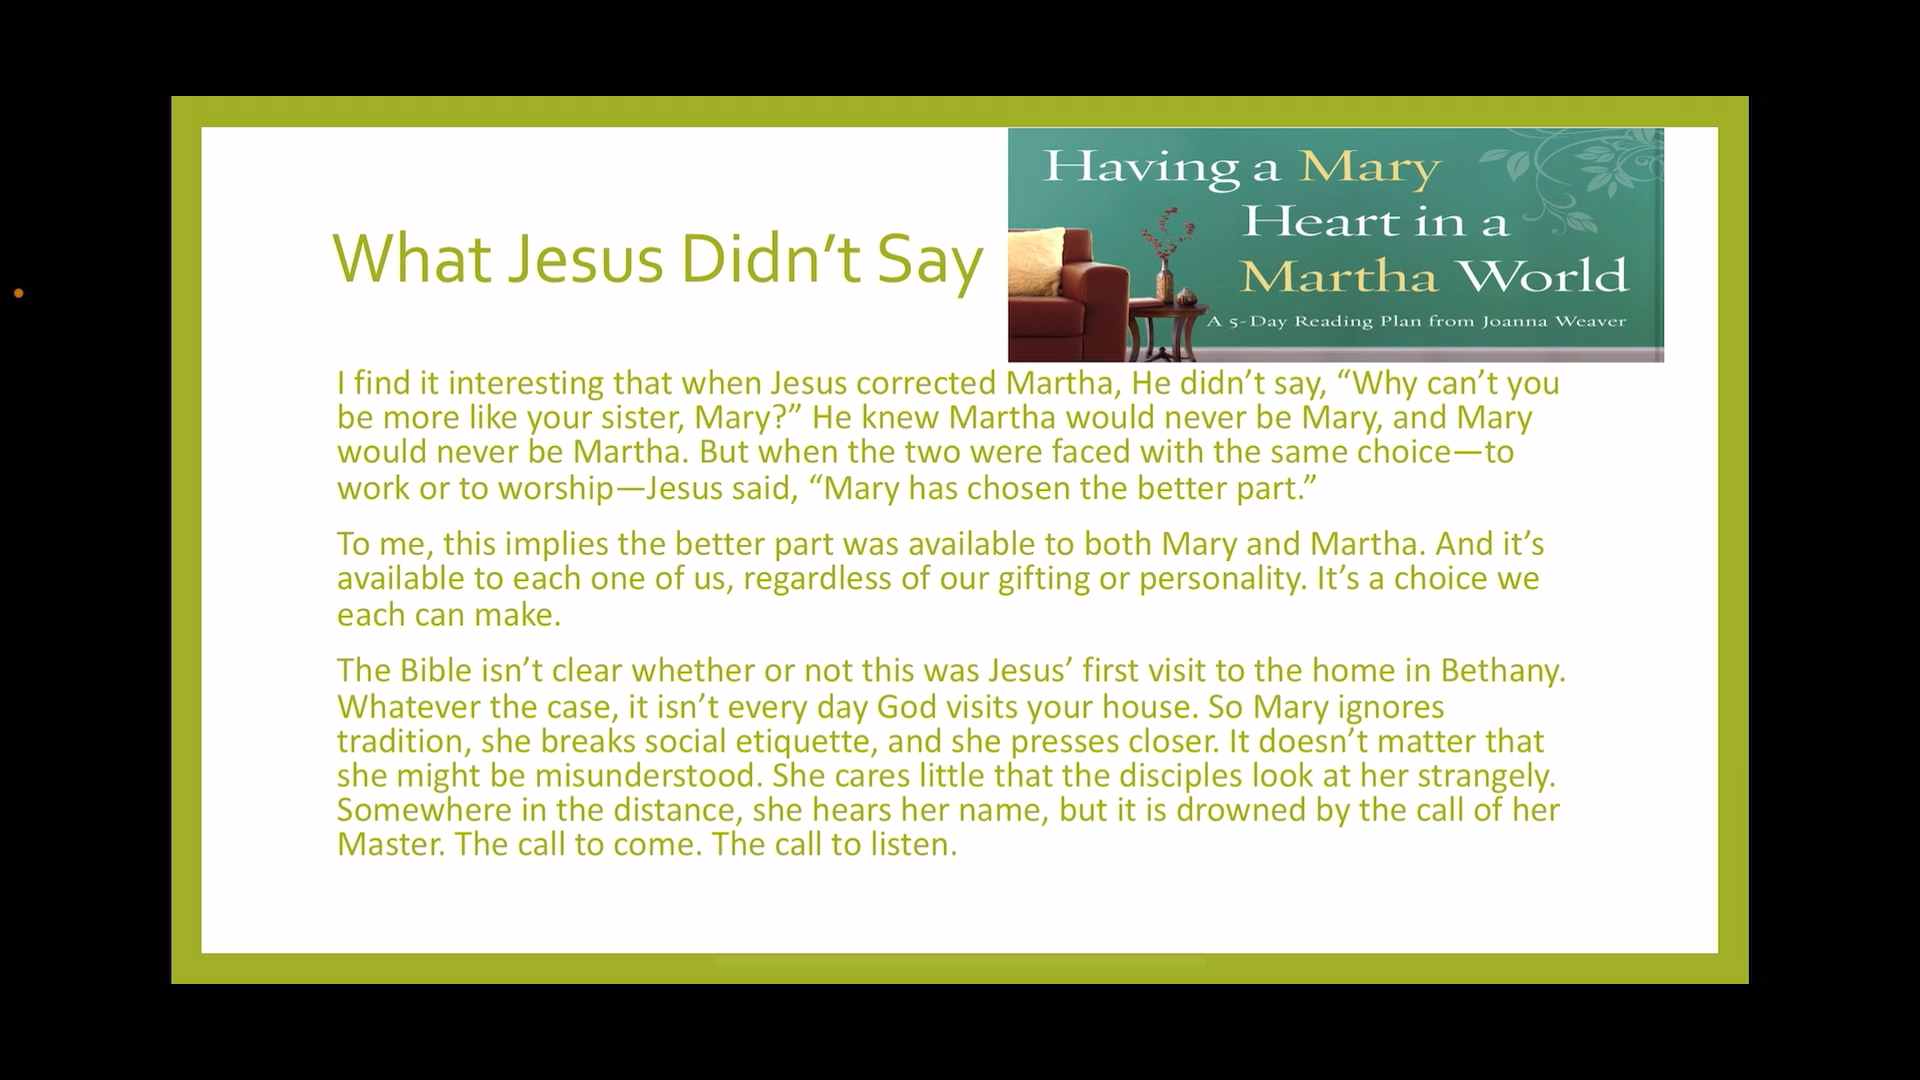 Having a Mary
Heart in a
Martha World
A 5-Day Reading Plan from Joanna Weaver
What Jesus Didn’t Say
I find it interesting that when Jesus corrected Martha, He didn’t say, “Why can’t you
be more like your sister, Mary?” He knew Martha would never be Mary, and Mary
would never be Martha. But when the two were faced with the same choice—to
work or to worship—Jesus said, “Mary has chosen the better part.”
To me, this implies the better part was available to both Mary and Martha. And it’s
available to each one of us, regardless of our gifting or personality. It’s a choice we
each can make.
The Bible isn’t clear whether or not this was Jesus’ first visit to the home in Bethany.
Whatever the case, it isn’t every day God visits your house. So Mary ignores
tradition, she breaks social etiquette, and she presses closer. It doesn’t matter that
she might be misunderstood. She cares little that the disciples look at her strangely.
Somewhere in the distance, she hears her name, but it is drowned by the call of her
Master. The call to come. The call to listen.